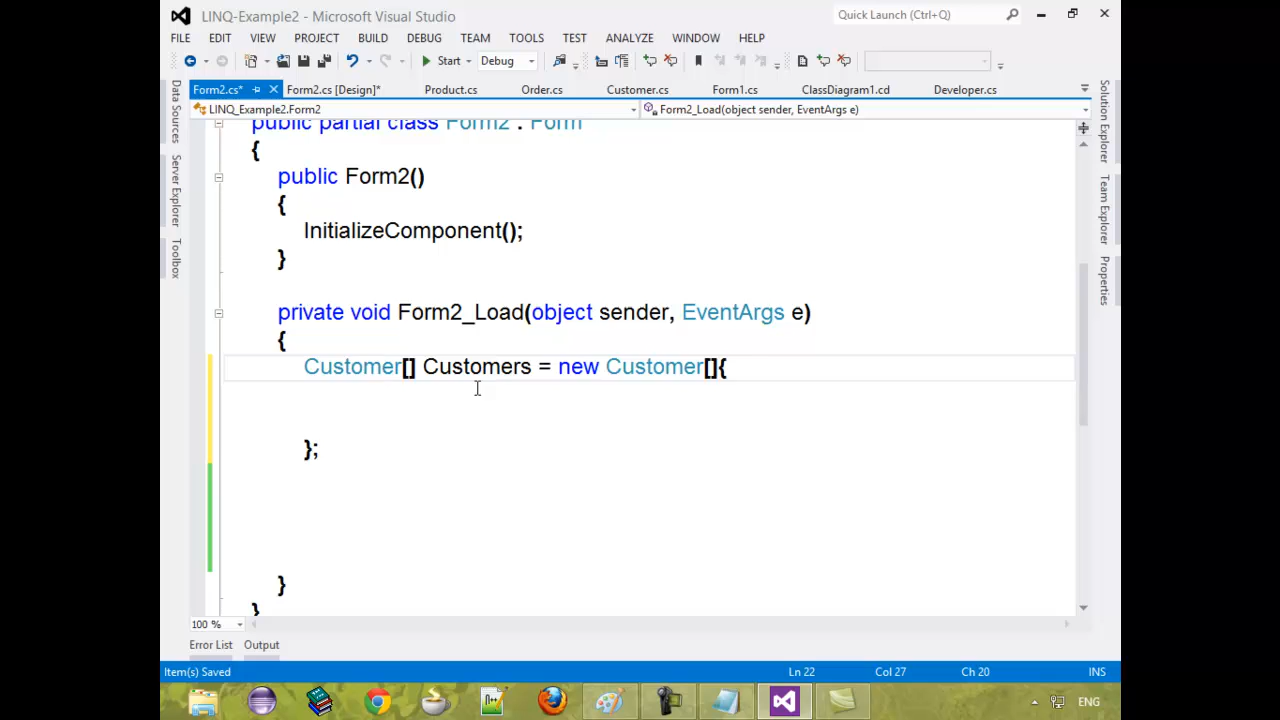 LINQ-Example2 - Microsoft Visual Studio
Quick Launch (Ctrl+Q)
FILE EDIT VIEW PROJECT BUILD DEBUG TEAM TOOLS TEST ANALYZE WINDOW HELP
Start Debug
Form2.cs* Form2.cs [Design]* Product.cs Order.cs Customer.cs Form1.cs ClassDiagram1.cd Developer.cs
LINQ_Example2.Form2 Form2_Load(object sender, EventArgs e)
Data Sources
Server Explorer
Toolbox
public partial class Form2 : Form
{
public Form2()
{
InitializeComponent();
}
private void Form2_Load(object sender, EventArgs e)
{
Customer[] Customers = new Customer[]{
};
}
}
Solution Explorer
Team Explorer
Properties
100 %
Error List Output
Item(s) Saved Ln 22 Col 27 Ch 20 INS
ENG